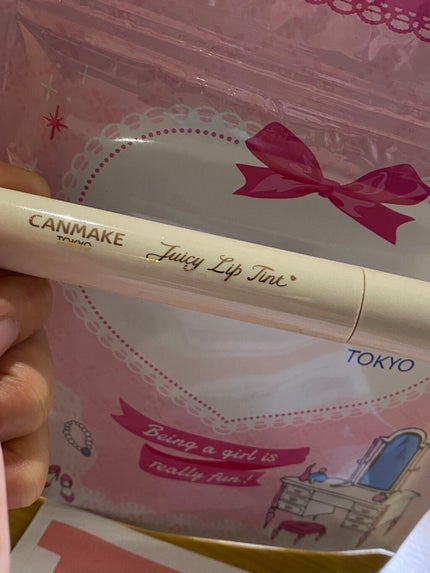 CANMAKE
TOKYO
Juicy Lip Tint
TOKYO
Being a girl is
really fun!